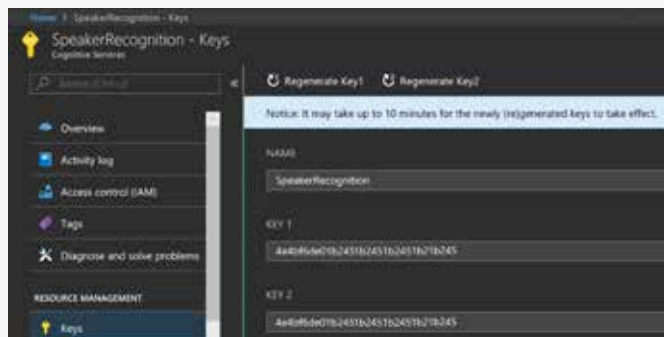 Home > SpeakerRecognition - Keys
SpeakerRecognition - Keys
Cognitive Services
Search (Ctrl+/)
Regenerate Key1 Regenerate Key2
Notice: It may take up to 10 minutes for the newly (re)generated keys to take effect.
Overview
Activity log
Access control (IAM)
Tags
Diagnose and solve problems
RESOURCE MANAGEMENT
Keys
NAME
SpeakerRecognition
KEY 1
KEY 2